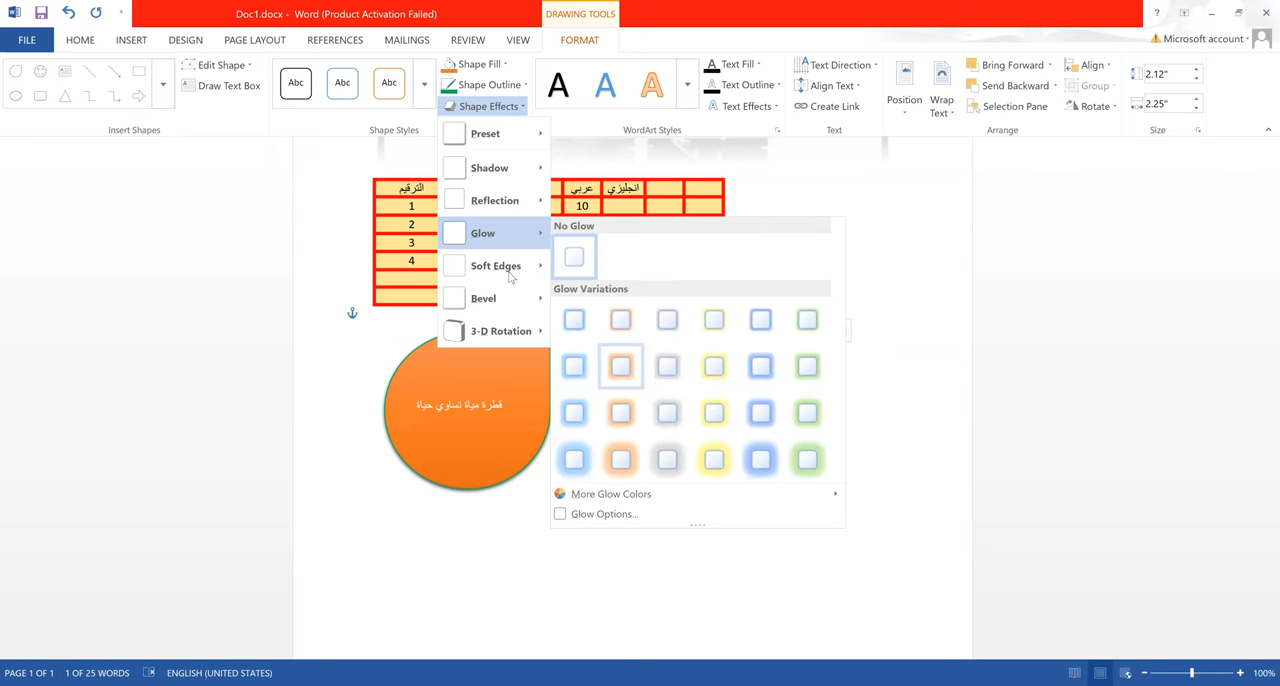 Doc1.docx - Word (Product Activation Failed)
DRAWING TOOLS
?
FILE
HOME
INSERT
DESIGN
PAGE LAYOUT
REFERENCES
MAILINGS
REVIEW
VIEW
FORMAT
Microsoft account
Edit Shape
Draw Text Box
Insert Shapes
Abc
Abc
Abc
Shape Fill
Shape Outline
Shape Effects
Shape Styles
A
A
A
WordArt Styles
Text Fill
Text Outline
Text Effects
Text Direction
Align Text
Create Link
Text
Position
Wrap
Text
Bring Forward
Send Backward
Selection Pane
Align
Group
Rotate
Arrange
2.12"
2.25"
Size
Preset
Shadow
Reflection
Glow
Soft Edges
Bevel
3-D Rotation
No Glow
Glow Variations
More Glow Colors
Glow Options...
الترقيم
عربي
انجليزي
1
10
2
3
4
قطرة مياة تساوي حياة
PAGE 1 OF 1
1 OF 25 WORDS
ENGLISH (UNITED STATES)
100%